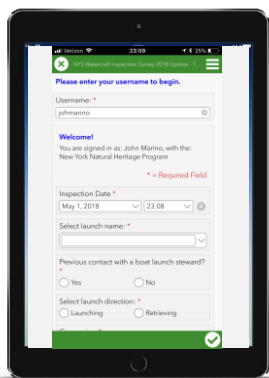 Verizon 23:09 25%
NYS Watercraft Inspection Survey 2018 Update - T...
Please enter your username to begin.
Username: *
johnmarino
Welcome!
You are signed in as: John Marino, with the:
New York Natural Heritage Program
* = Required Field
Inspection Date *
May 1, 2018 23:08
Select launch name: *
Previous contact with a boat launch steward?
*
Yes No
Select launch direction: *
Launching Retrieving